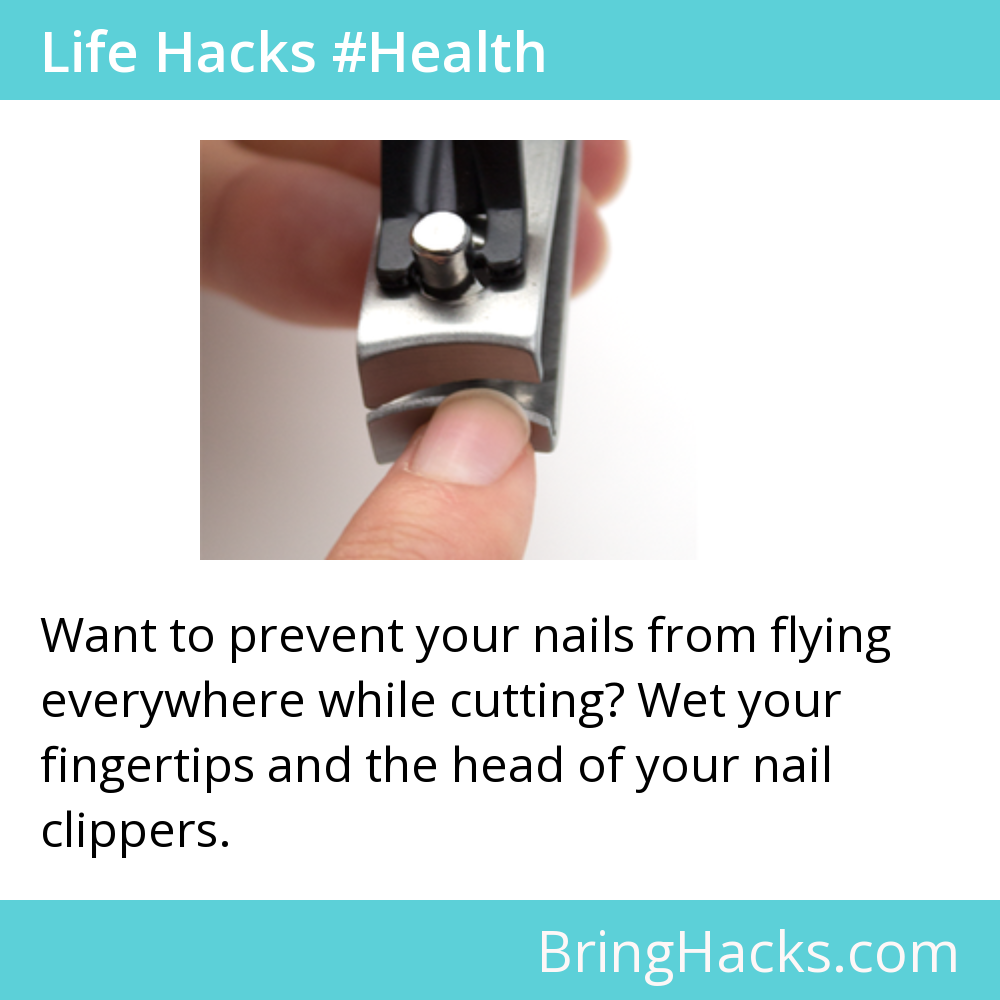 Life Hacks #Health
Want to prevent your nails from flying
everywhere while cutting? Wet your
fingertips and the head of your nail
clippers.
BringHacks.com